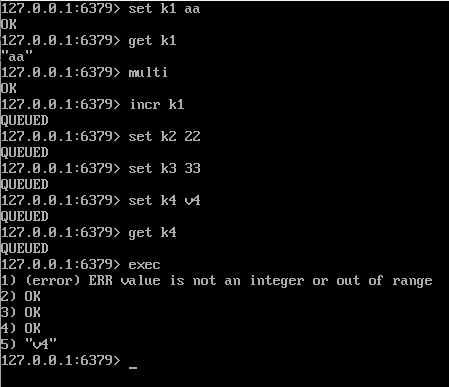 127.0.0.1:6379> set k1 aa
OK
127.0.0.1:6379> get k1
"aa"
127.0.0.1:6379> multi
OK
127.0.0.1:6379> incr k1
QUEUED
127.0.0.1:6379> set k2 22
QUEUED
127.0.0.1:6379> set k3 33
QUEUED
127.0.0.1:6379> set k4 v4
QUEUED
127.0.0.1:6379> get k4
QUEUED
127.0.0.1:6379> exec
1) (error) ERR value is not an integer or out of range
2) OK
3) OK
4) OK
5) "v4"
127.0.0.1:6379> _